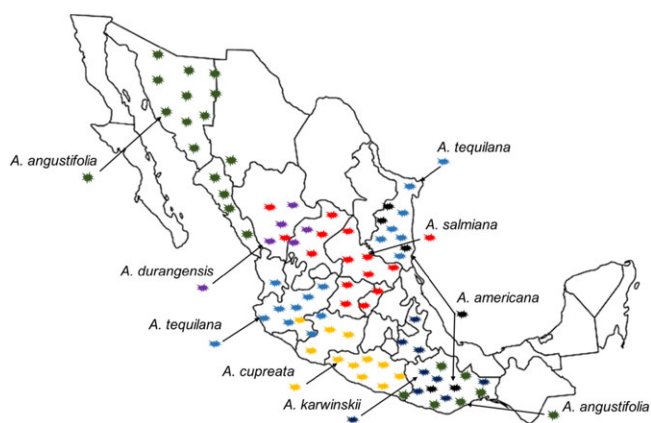 A. angustifolia
A. tequilana
A. salmiana
A. durangensis
A. americana
A. tequilana
A. cupreata
A. karwinskii
A. angustifolia